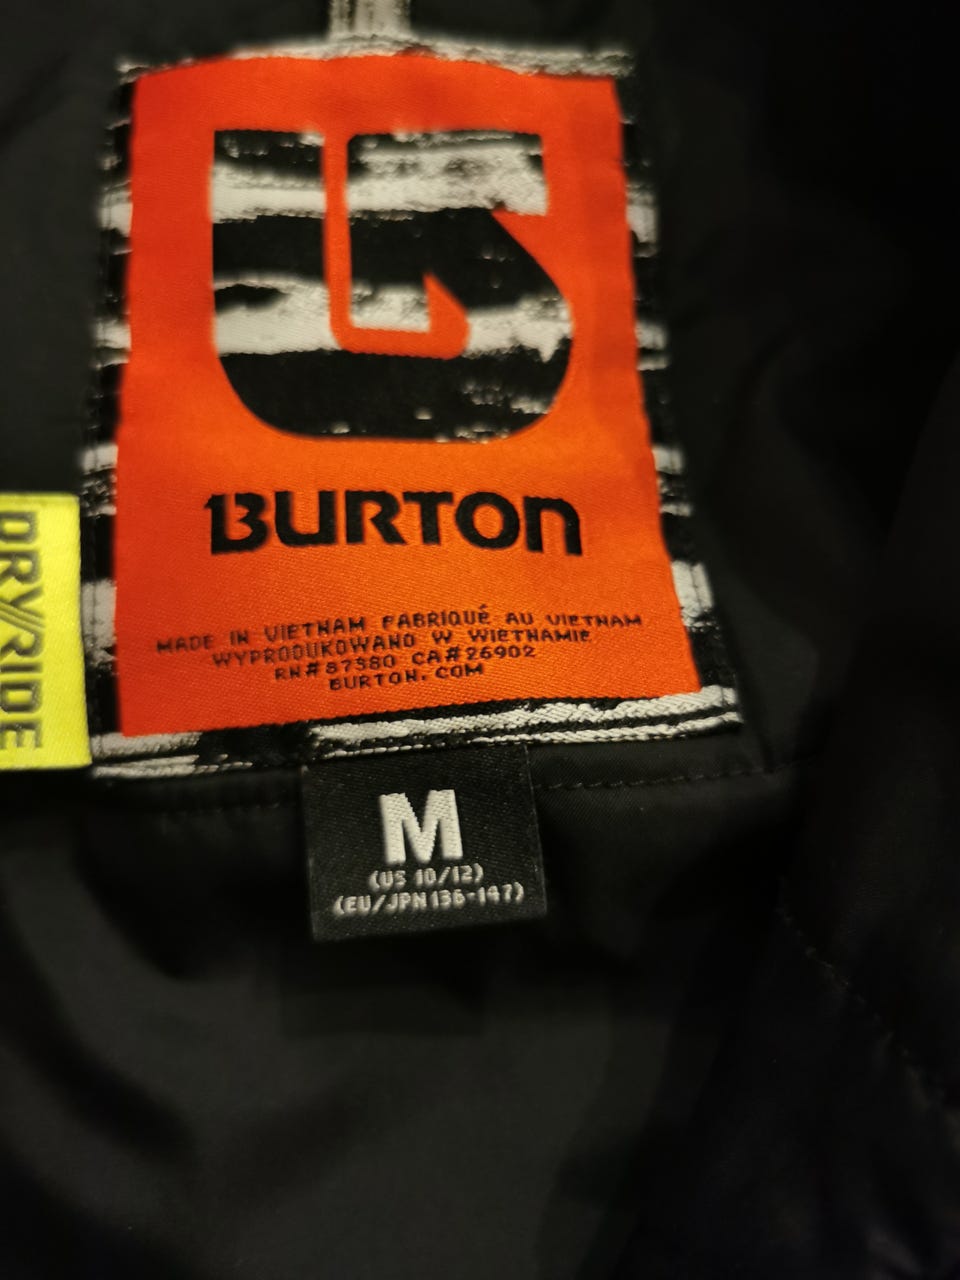 BURTON
MADE IN VIETNAM FABRIQUÉ AU VIETNAM
WYPRODUKOWANO W WIETNAMIE
RN#87380 CA#26902
BURTON.COM
DRY//RIDE
M
(US 10/12)
(EU/JPN 136-147)